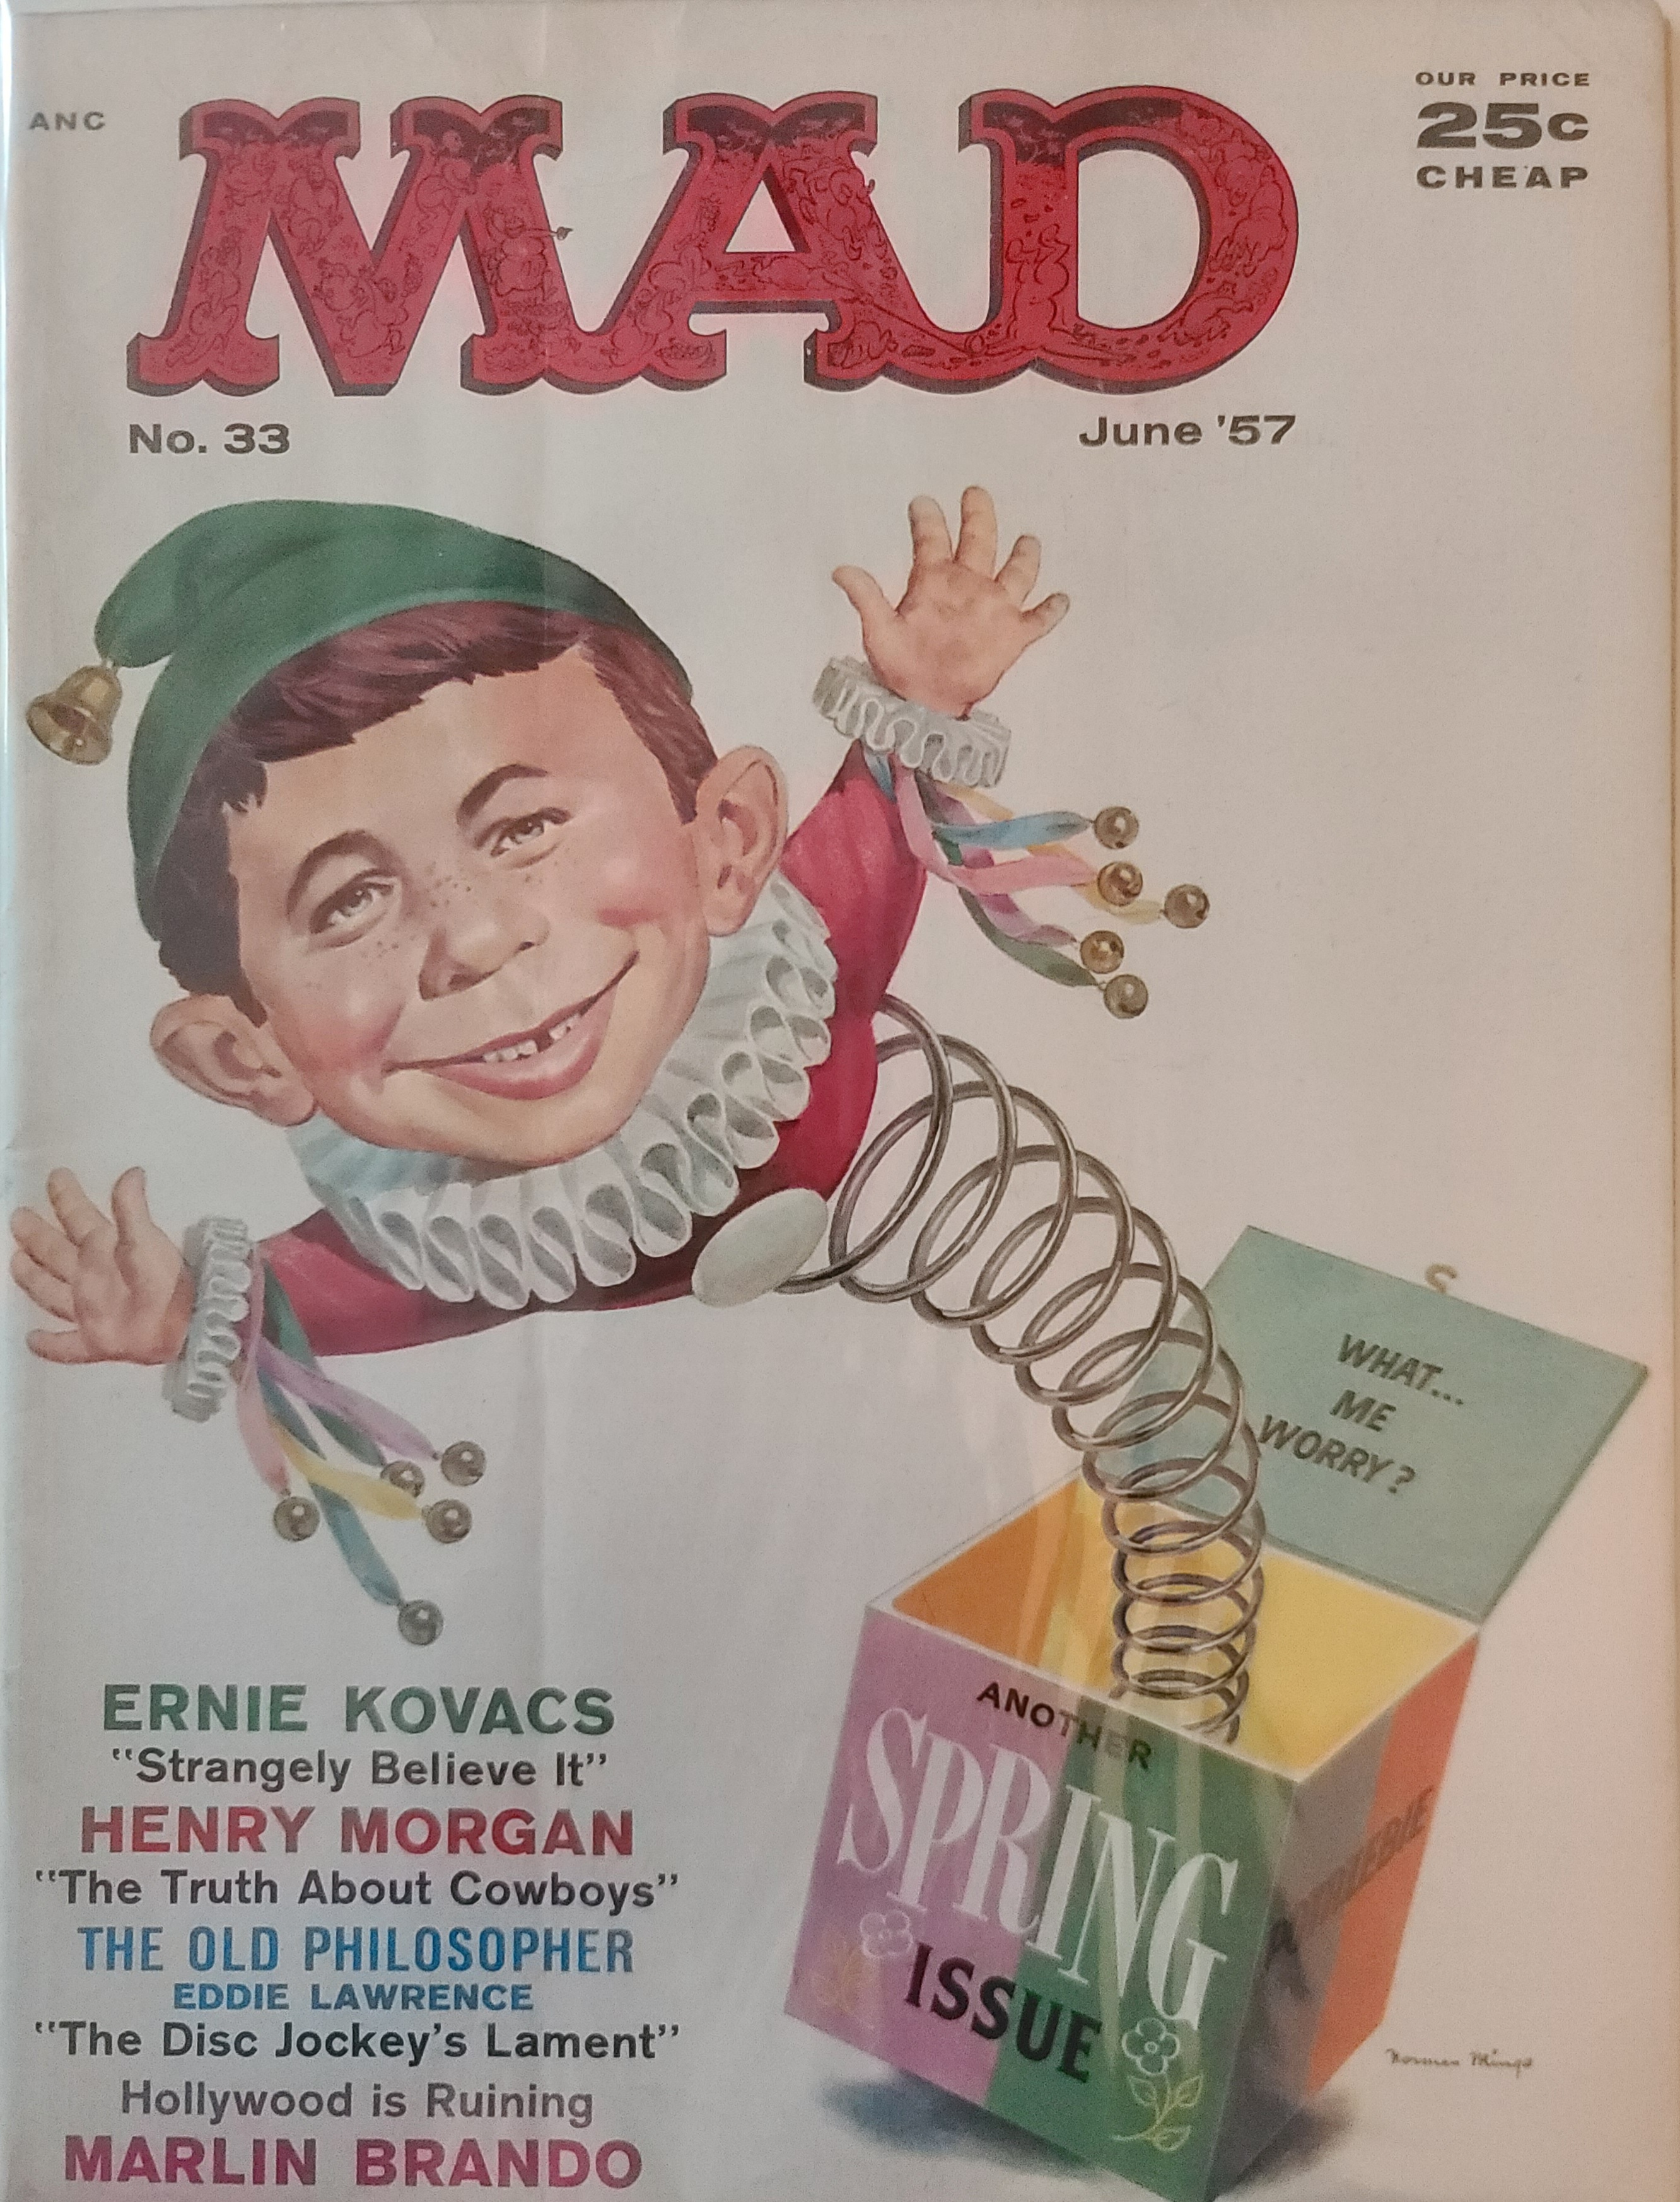 ANC
MAD
OUR PRICE
25c
CHEAP
No. 33
June '57
WHAT...
ME
WORRY?
ANOTHER
SPRING
ISSUE
ERNIE KOVACS
"Strangely Believe It"
HENRY MORGAN
"The Truth About Cowboys"
THE OLD PHILOSOPHER
EDDIE LAWRENCE
"The Disc Jockey's Lament"
Hollywood is Ruining
MARLIN BRANDO
Norman Mingo